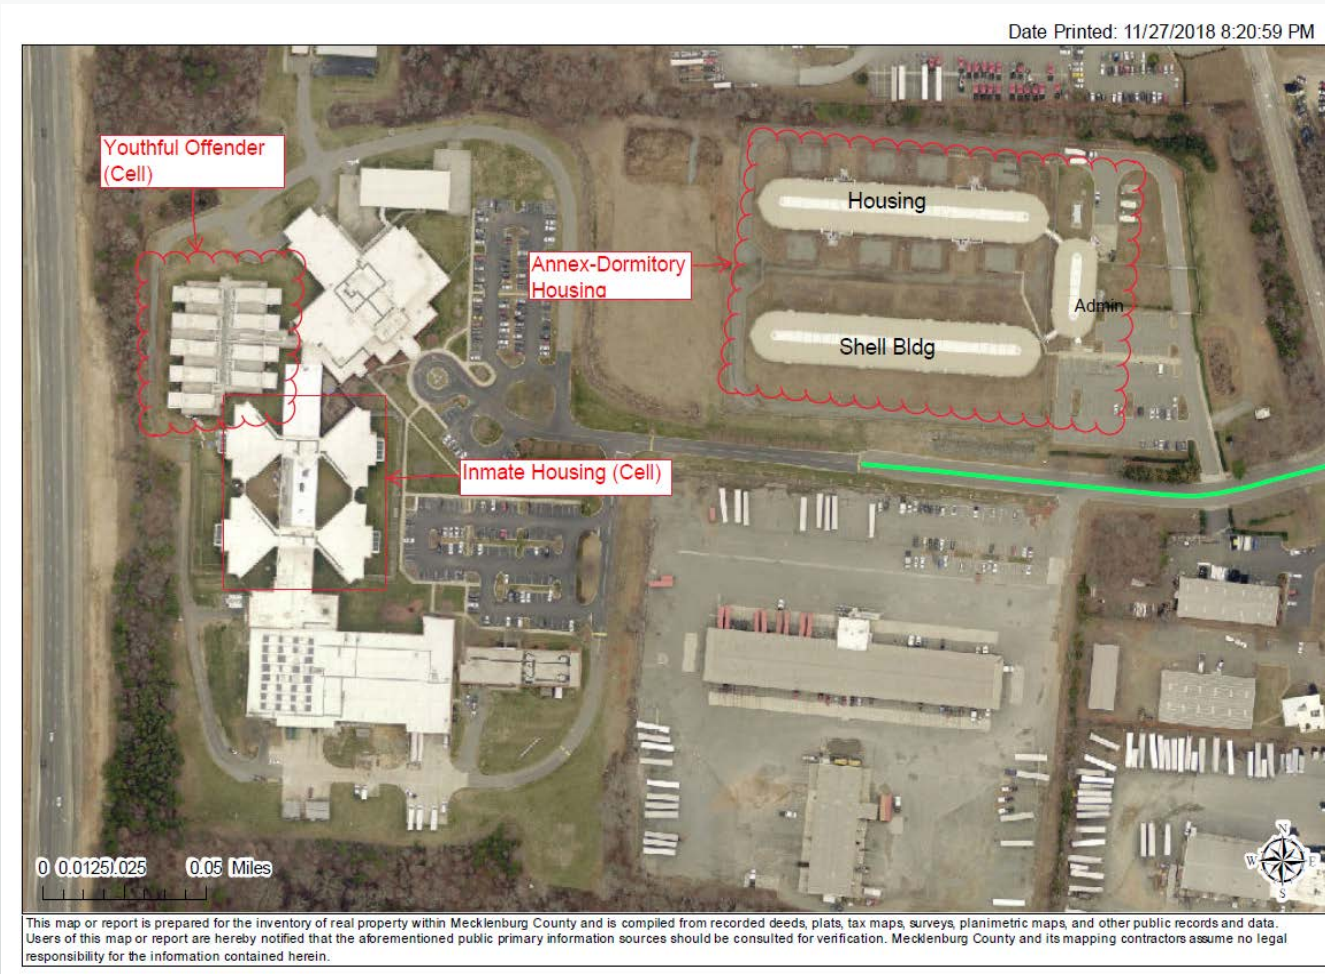 Date Printed: 11/27/2018 8:20:59 PM
Youthful Offender
(Cell)
Housing
Annex-Dormitory
Housing
Admin
Shell Bldg
Inmate Housing (Cell)
0 0.0125 0.025 0.05 Miles
N
W E
S
This map or report is prepared for the inventory of real property within Mecklenburg County and is compiled from recorded deeds, plats, tax maps, surveys, planimetric maps, and other public records and data.
Users of this map or report are hereby notified that the aforementioned public primary information sources should be consulted for verification. Mecklenburg County and its mapping contractors assume no legal
responsibility for the information contained herein.